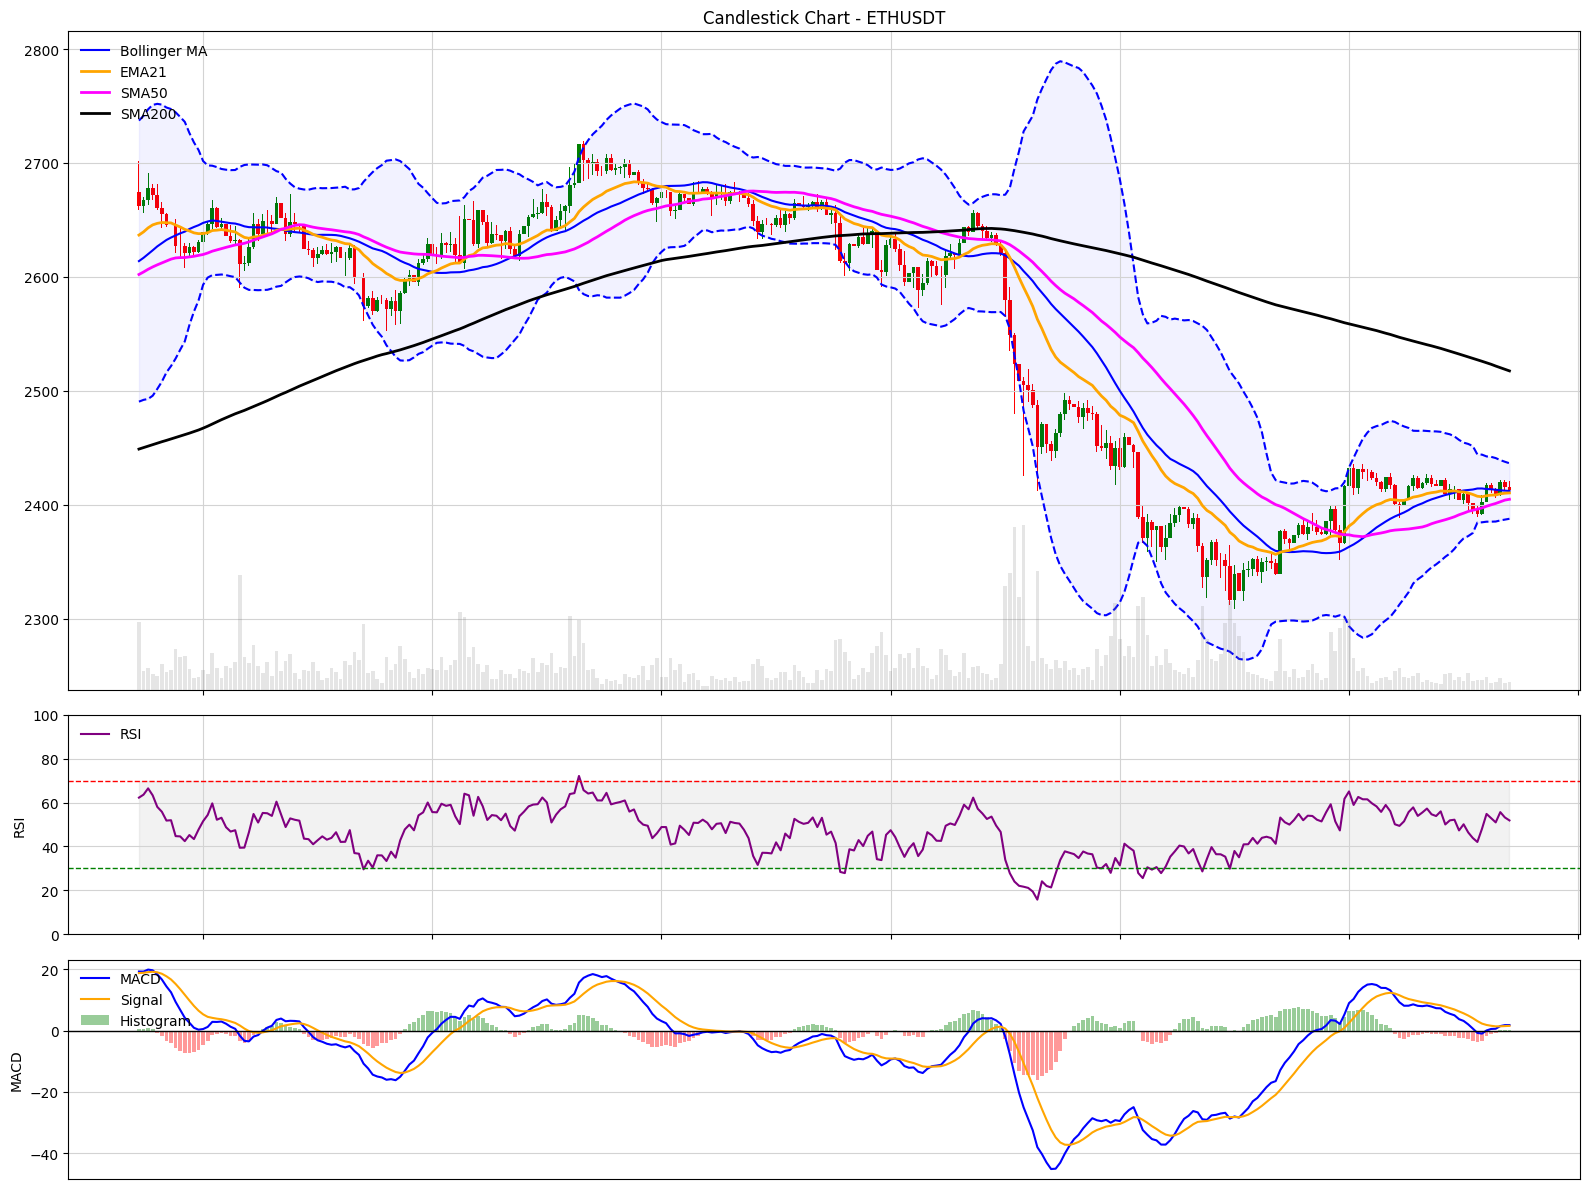 Candlestick Chart - ETHUSDT
2800
2700
2600
2500
2400
2300
Bollinger MA
EMA21
SMA50
SMA200
100
80
60
40
20
0
RSI
RSI
20
0
−20
−40
MACD
MACD
Signal
Histogram